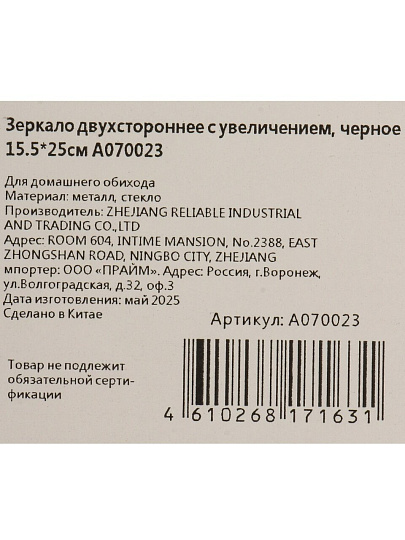 Зеркало двухстороннее с увеличением, черное
15.5*25см A070023
Для домашнего обихода
Материал: металл, стекло
Производитель: ZHEJIANG RELIABLE INDUSTRIAL
AND TRADING CO.,LTD
Адрес: ROOM 604, INTIME MANSION, No.2388, EAST
ZHONGSHAN ROAD, NINGBO CITY, ZHEJIANG
мпортер: ООО «ПРАЙМ». Адрес: Россия, г.Воронеж,
ул.Волгоградская, д.32, оф.3
Дата изготовления: май 2025
Сделано в Китае
Артикул: A070023
Товар не подлежит
обязательной серти-
фикации
4 610268 171631